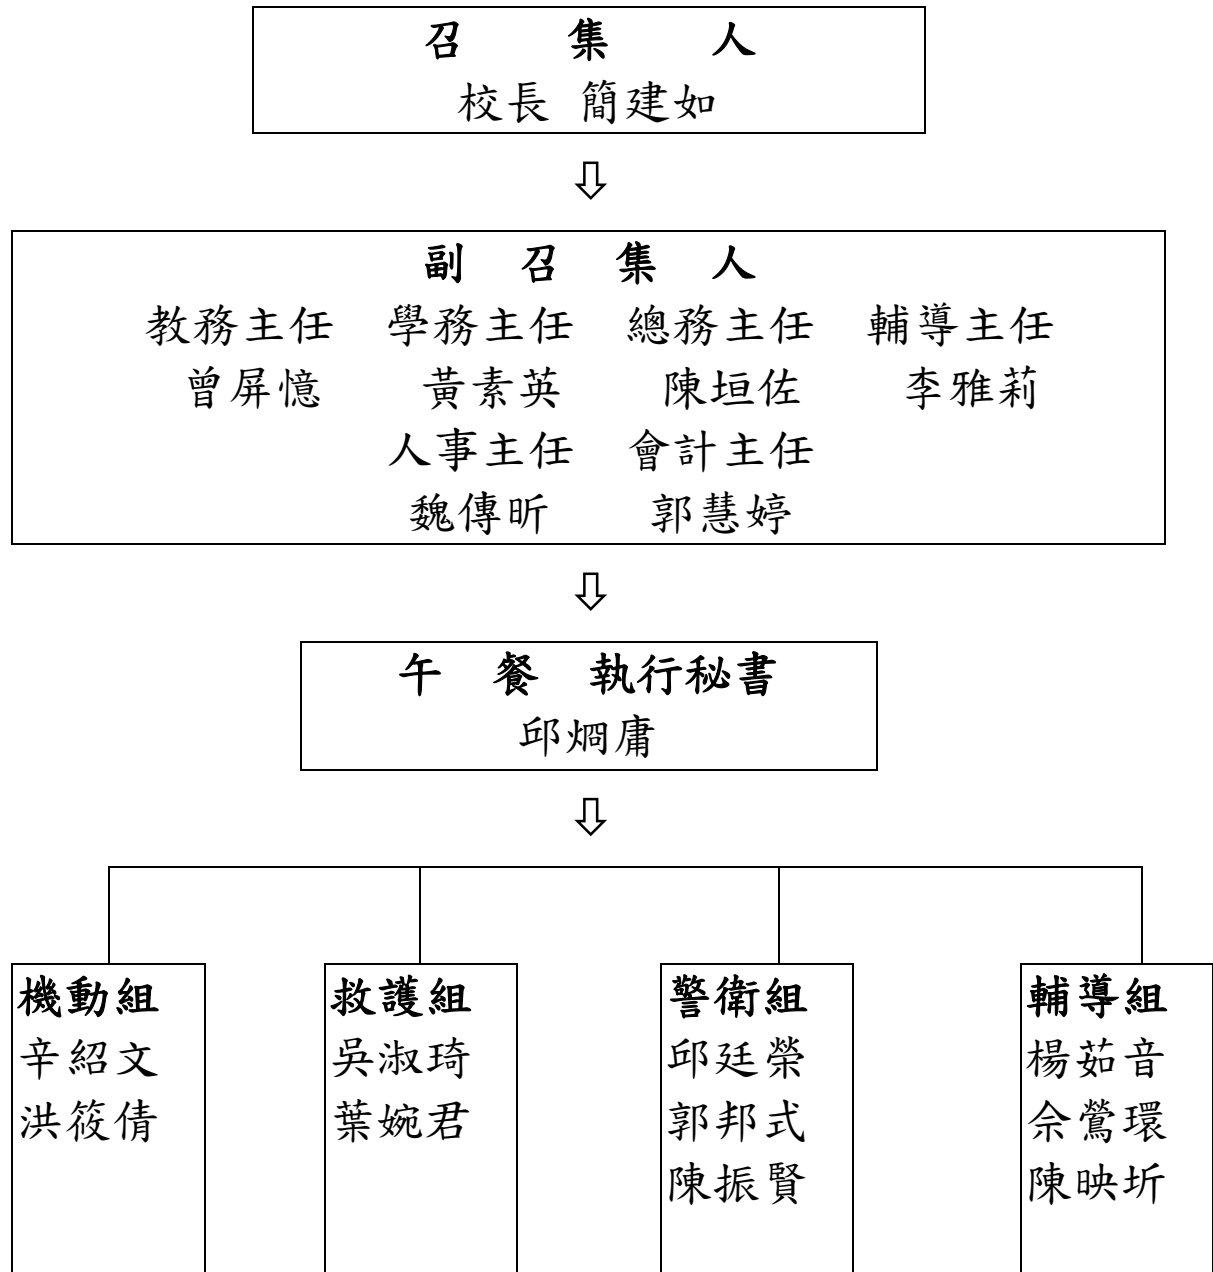 召 集 人
校長 簡建如
⇩
副 召 集 人
教務主任 學務主任 總務主任 輔導主任
曾屏憶 黃素英 陳垣佐 李雅莉
人事主任 會計主任
魏傳昕 郭慧婷
⇩
午 餐 執行秘書
邱烱庸
⇩
機動組
辛紹文
洪筱倩
救護組
吳淑琦
葉婉君
警衛組
邱廷榮
郭邦式
陳振賢
輔導組
楊茹音
佘鶯環
陳映圻